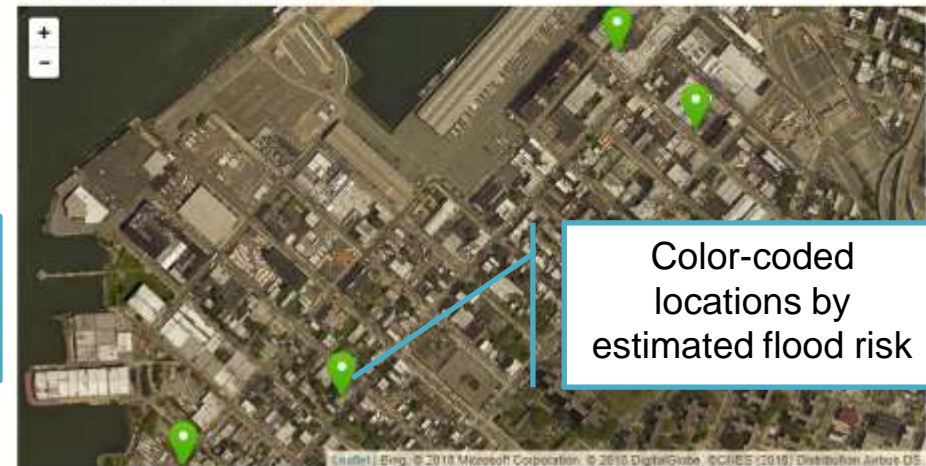 +
-
Color-coded
locations by
estimated flood risk
Leaflet | Bing, © 2018 Microsoft Corporation, © 2018 DigitalGlobe, ©CNES (2018) Distribution Airbus DS